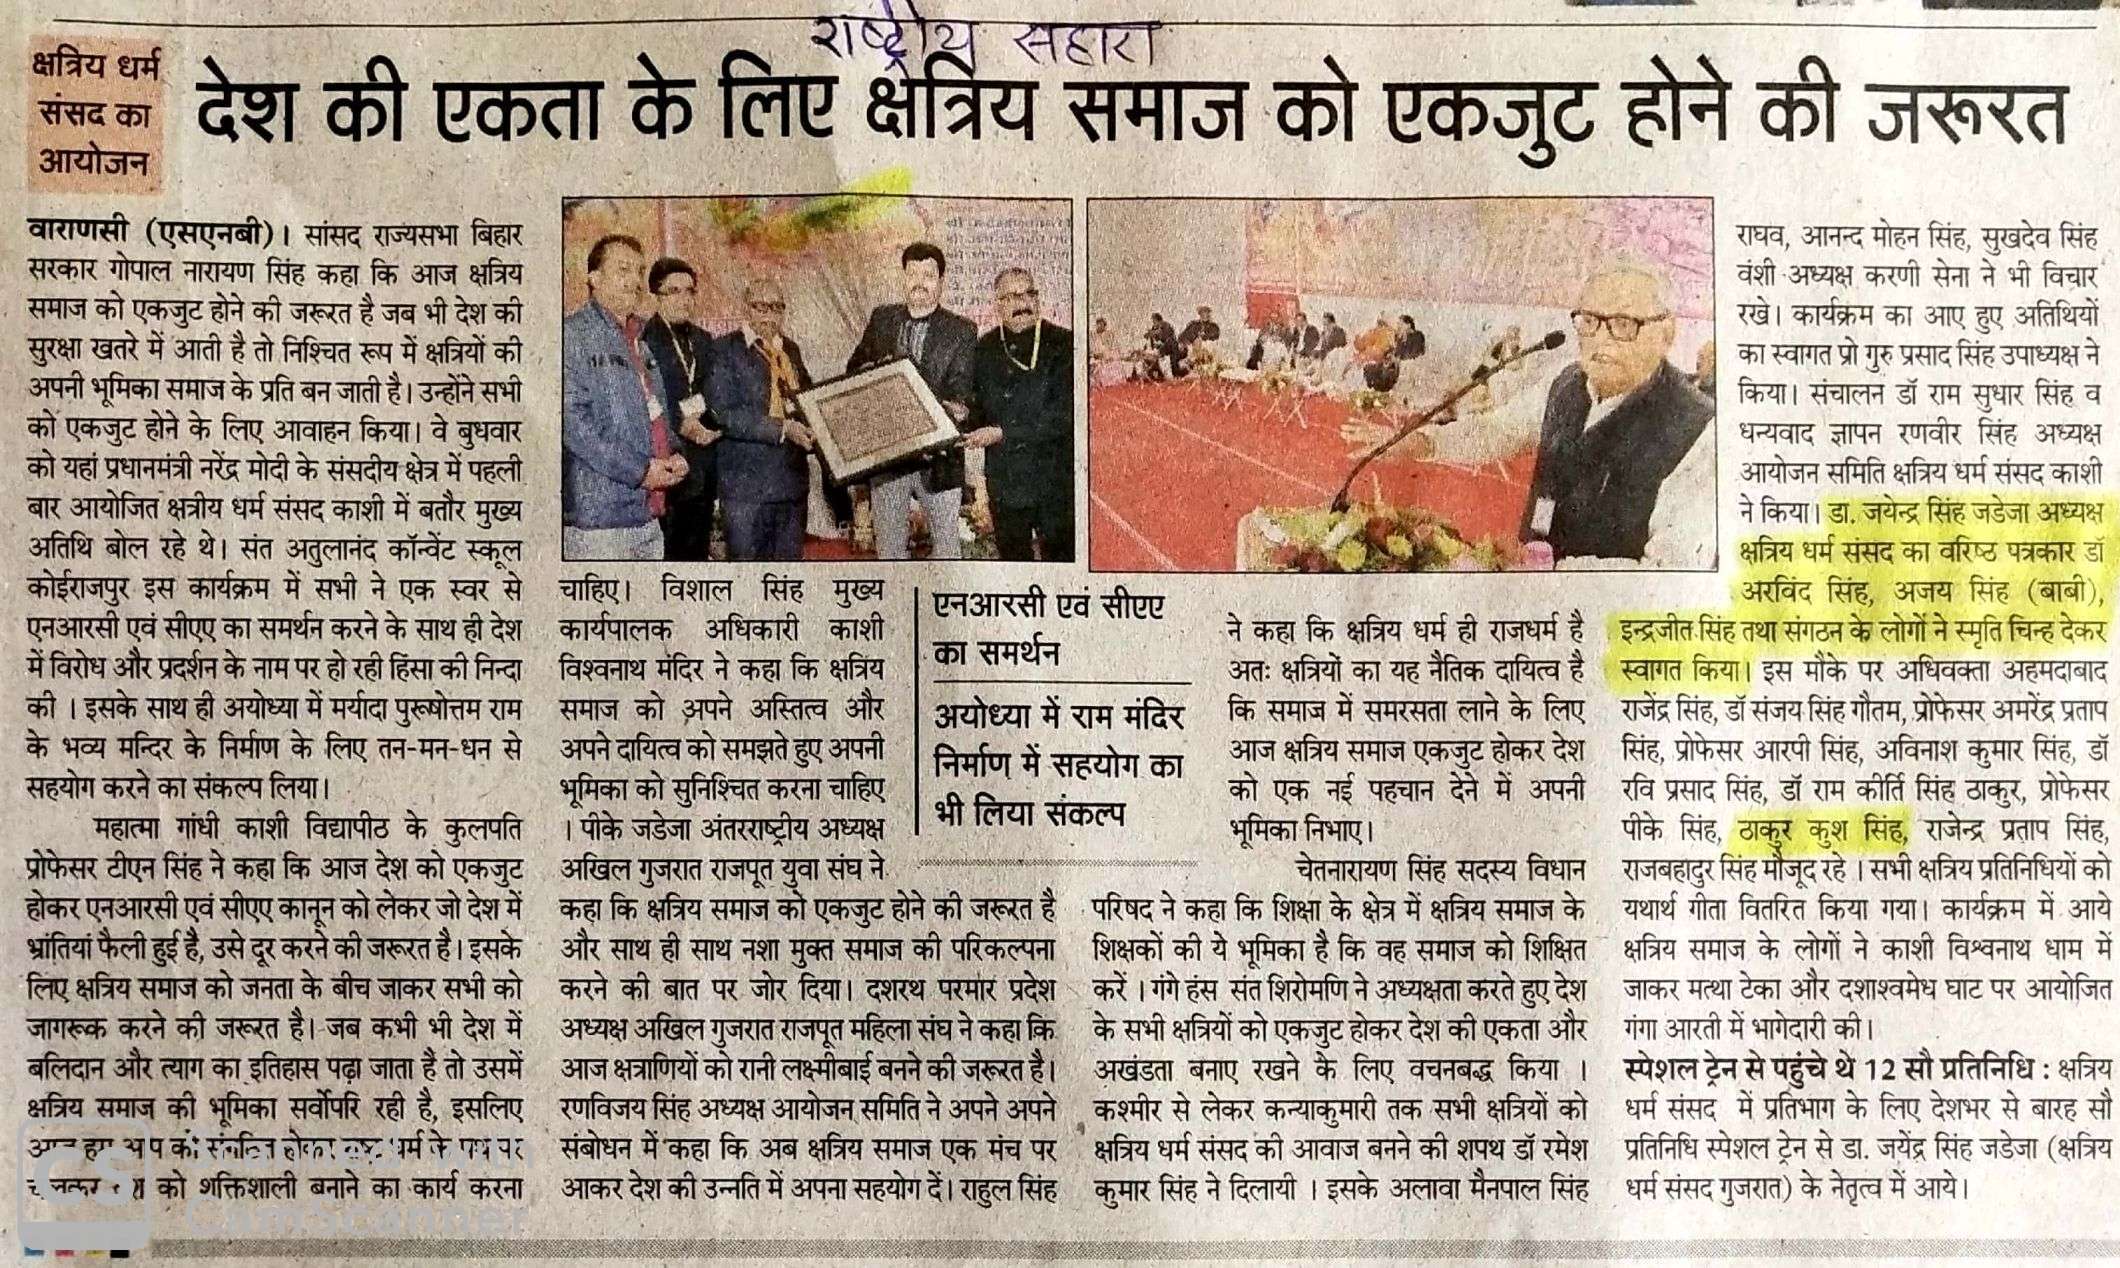 राष्ट्रीय सहारा
क्षत्रिय धर्म
संसद का
आयोजन
देश की एकता के लिए क्षत्रिय समाज को एकजुट होने की जरूरत
वाराणसी (एसएनबी)। सांसद राज्यसभा बिहार
सरकार गोपाल नारायण सिंह कहा कि आज क्षत्रिय
समाज को एकजुट होने की जरूरत है जब भी देश की
सुरक्षा खतरे में आती है तो निश्चित रूप में क्षत्रियों की
अपनी भूमिका समाज के प्रति बन जाती है। उन्होंने सभी
को एकजुट होने के लिए आवाहन किया। वे बुधवार
को यहां प्रधानमंत्री नरेंद्र मोदी के संसदीय क्षेत्र में पहली
बार आयोजित क्षत्रीय धर्म संसद काशी में बतौर मुख्य
अतिथि बोल रहे थे। संत अतुलानंद कॉन्वेंट स्कूल
कोईराजपुर इस कार्यक्रम में सभी ने एक स्वर से
एनआरसी एवं सीएए का समर्थन करने के साथ ही देश
में विरोध और प्रदर्शन के नाम पर हो रही हिंसा की निन्दा
की । इसके साथ ही अयोध्या में मर्यादा पुरूषोत्तम राम
के भव्य मन्दिर के निर्माण के लिए तन-मन-धन से
सहयोग करने का संकल्प लिया।
महात्मा गांधी काशी विद्यापीठ के कुलपति
प्रोफेसर टीएन सिंह ने कहा कि आज देश को एकजुट
होकर एनआरसी एवं सीएए कानून को लेकर जो देश में
भ्रांतियां फैली हुई है, उसे दूर करने की जरूरत है। इसके
लिए क्षत्रिय समाज को जनता के बीच जाकर सभी को
जागरूक करने की जरूरत है। जब कभी भी देश में
बलिदान और त्याग का इतिहास पढ़ा जाता है तो उसमें
क्षत्रिय समाज की भूमिका सर्वोपरि रही है, इसलिए
को
को शक्तिशाली बनाने का कार्य करना
चाहिए। विशाल सिंह मुख्य
कार्यपालक अधिकारी काशी
विश्वनाथ मंदिर ने कहा कि क्षत्रिय
समाज को अपने अस्तित्व और
अपने दायित्व को समझते हुए अपनी
भूमिका को सुनिश्चित करना चाहिए
। पीके जडेजा अंतरराष्ट्रीय अध्यक्ष
अखिल गुजरात राजपूत युवा संघ ने
कहा कि क्षत्रिय समाज को एकजुट होने की जरूरत है
और साथ ही साथ नशा मुक्त समाज की परिकल्पना
करने की बात पर जोर दिया। दशरथ परमार प्रदेश
अध्यक्ष अखिल गुजरात राजपूत महिला संघ ने कहा कि
आज क्षत्राणियों को रानी लक्ष्मीबाई बनने की जरूरत है।
रणविजय सिंह अध्यक्ष आयोजन समिति ने अपने अपने
संबोधन में कहा कि अब क्षत्रिय समाज एक मंच पर
आकर देश की उन्नति में अपना सहयोग दें। राहुल सिंह
एनआरसी एवं सीएए
का समर्थन
अयोध्या में राम मंदिर
निर्माण में सहयोग का
भी लिया संकल्प
ने कहा कि क्षत्रिय धर्म ही राजधर्म है
अतः क्षत्रियों का यह नैतिक दायित्व है
कि समाज में समरसता लाने के लिए
आज क्षत्रिय समाज एकजुट होकर देश
को एक नई पहचान देने में अपनी
भूमिका निभाए।
चेतनारायण सिंह सदस्य विधान
परिषद ने कहा कि शिक्षा के क्षेत्र में क्षत्रिय समाज के
शिक्षकों की ये भूमिका है कि वह समाज को शिक्षित
करें । गंगे हंस संत शिरोमणि ने अध्यक्षता करते हुए देश
के सभी क्षत्रियों को एकजुट होकर देश की एकता और
अखंडता बनाए रखने के लिए वचनबद्ध किया ।
कश्मीर से लेकर कन्याकुमारी तक सभी क्षत्रियों को
क्षत्रिय धर्म संसद की आवाज बनने की शपथ डॉ रमेश
कुमार सिंह ने दिलायी । इसके अलावा मैनपाल सिंह
राघव, आनन्द मोहन सिंह, सुखदेव सिंह
वंशी अध्यक्ष करणी सेना ने भी विचार
रखे। कार्यक्रम का आए हुए अतिथियों
का स्वागत प्रो गुरु प्रसाद सिंह उपाध्यक्ष ने
किया। संचालन डॉ राम सुधार सिंह व
धन्यवाद ज्ञापन रणवीर सिंह अध्यक्ष
आयोजन समिति क्षत्रिय धर्म संसद काशी
ने किया। डा. जयेन्द्र सिंह जडेजा अध्यक्ष
क्षत्रिय धर्म संसद का वरिष्ठ पत्रकार डॉ
अरविंद सिंह, अजय सिंह (बाबी),
इन्द्रजीत सिंह तथा संगठन के लोगों ने स्मृति चिन्ह देकर
स्वागत किया। इस मौके पर अधिवक्ता अहमदाबाद
राजेंद्र सिंह, डॉ संजय सिंह गौतम, प्रोफेसर अमरेंद्र प्रताप
सिंह, प्रोफेसर आरपी सिंह, अविनाश कुमार सिंह, डॉ
रवि प्रसाद सिंह, डॉ राम कीर्ति सिंह ठाकुर, प्रोफेसर
पीके सिंह, ठाकुर कुश सिंह, राजेन्द्र प्रताप सिंह,
राजबहादुर सिंह मौजूद रहे । सभी क्षत्रिय प्रतिनिधियों को
यथार्थ गीता वितरित किया गया। कार्यक्रम में आये
क्षत्रिय समाज के लोगों ने काशी विश्वनाथ धाम में
जाकर मत्था टेका और दशाश्वमेध घाट पर आयोजित
गंगा आरती में भागेदारी की।
स्पेशल ट्रेन से पहुंचे थे 12 सौ प्रतिनिधि : क्षत्रिय
धर्म संसद में प्रतिभाग के लिए देशभर से बारह सौ
प्रतिनिधि स्पेशल ट्रेन से डा. जयेंद्र सिंह जडेजा (क्षत्रिय
धर्म संसद गुजरात) के नेतृत्व में आये।
CS
Scanned with
CamScanner